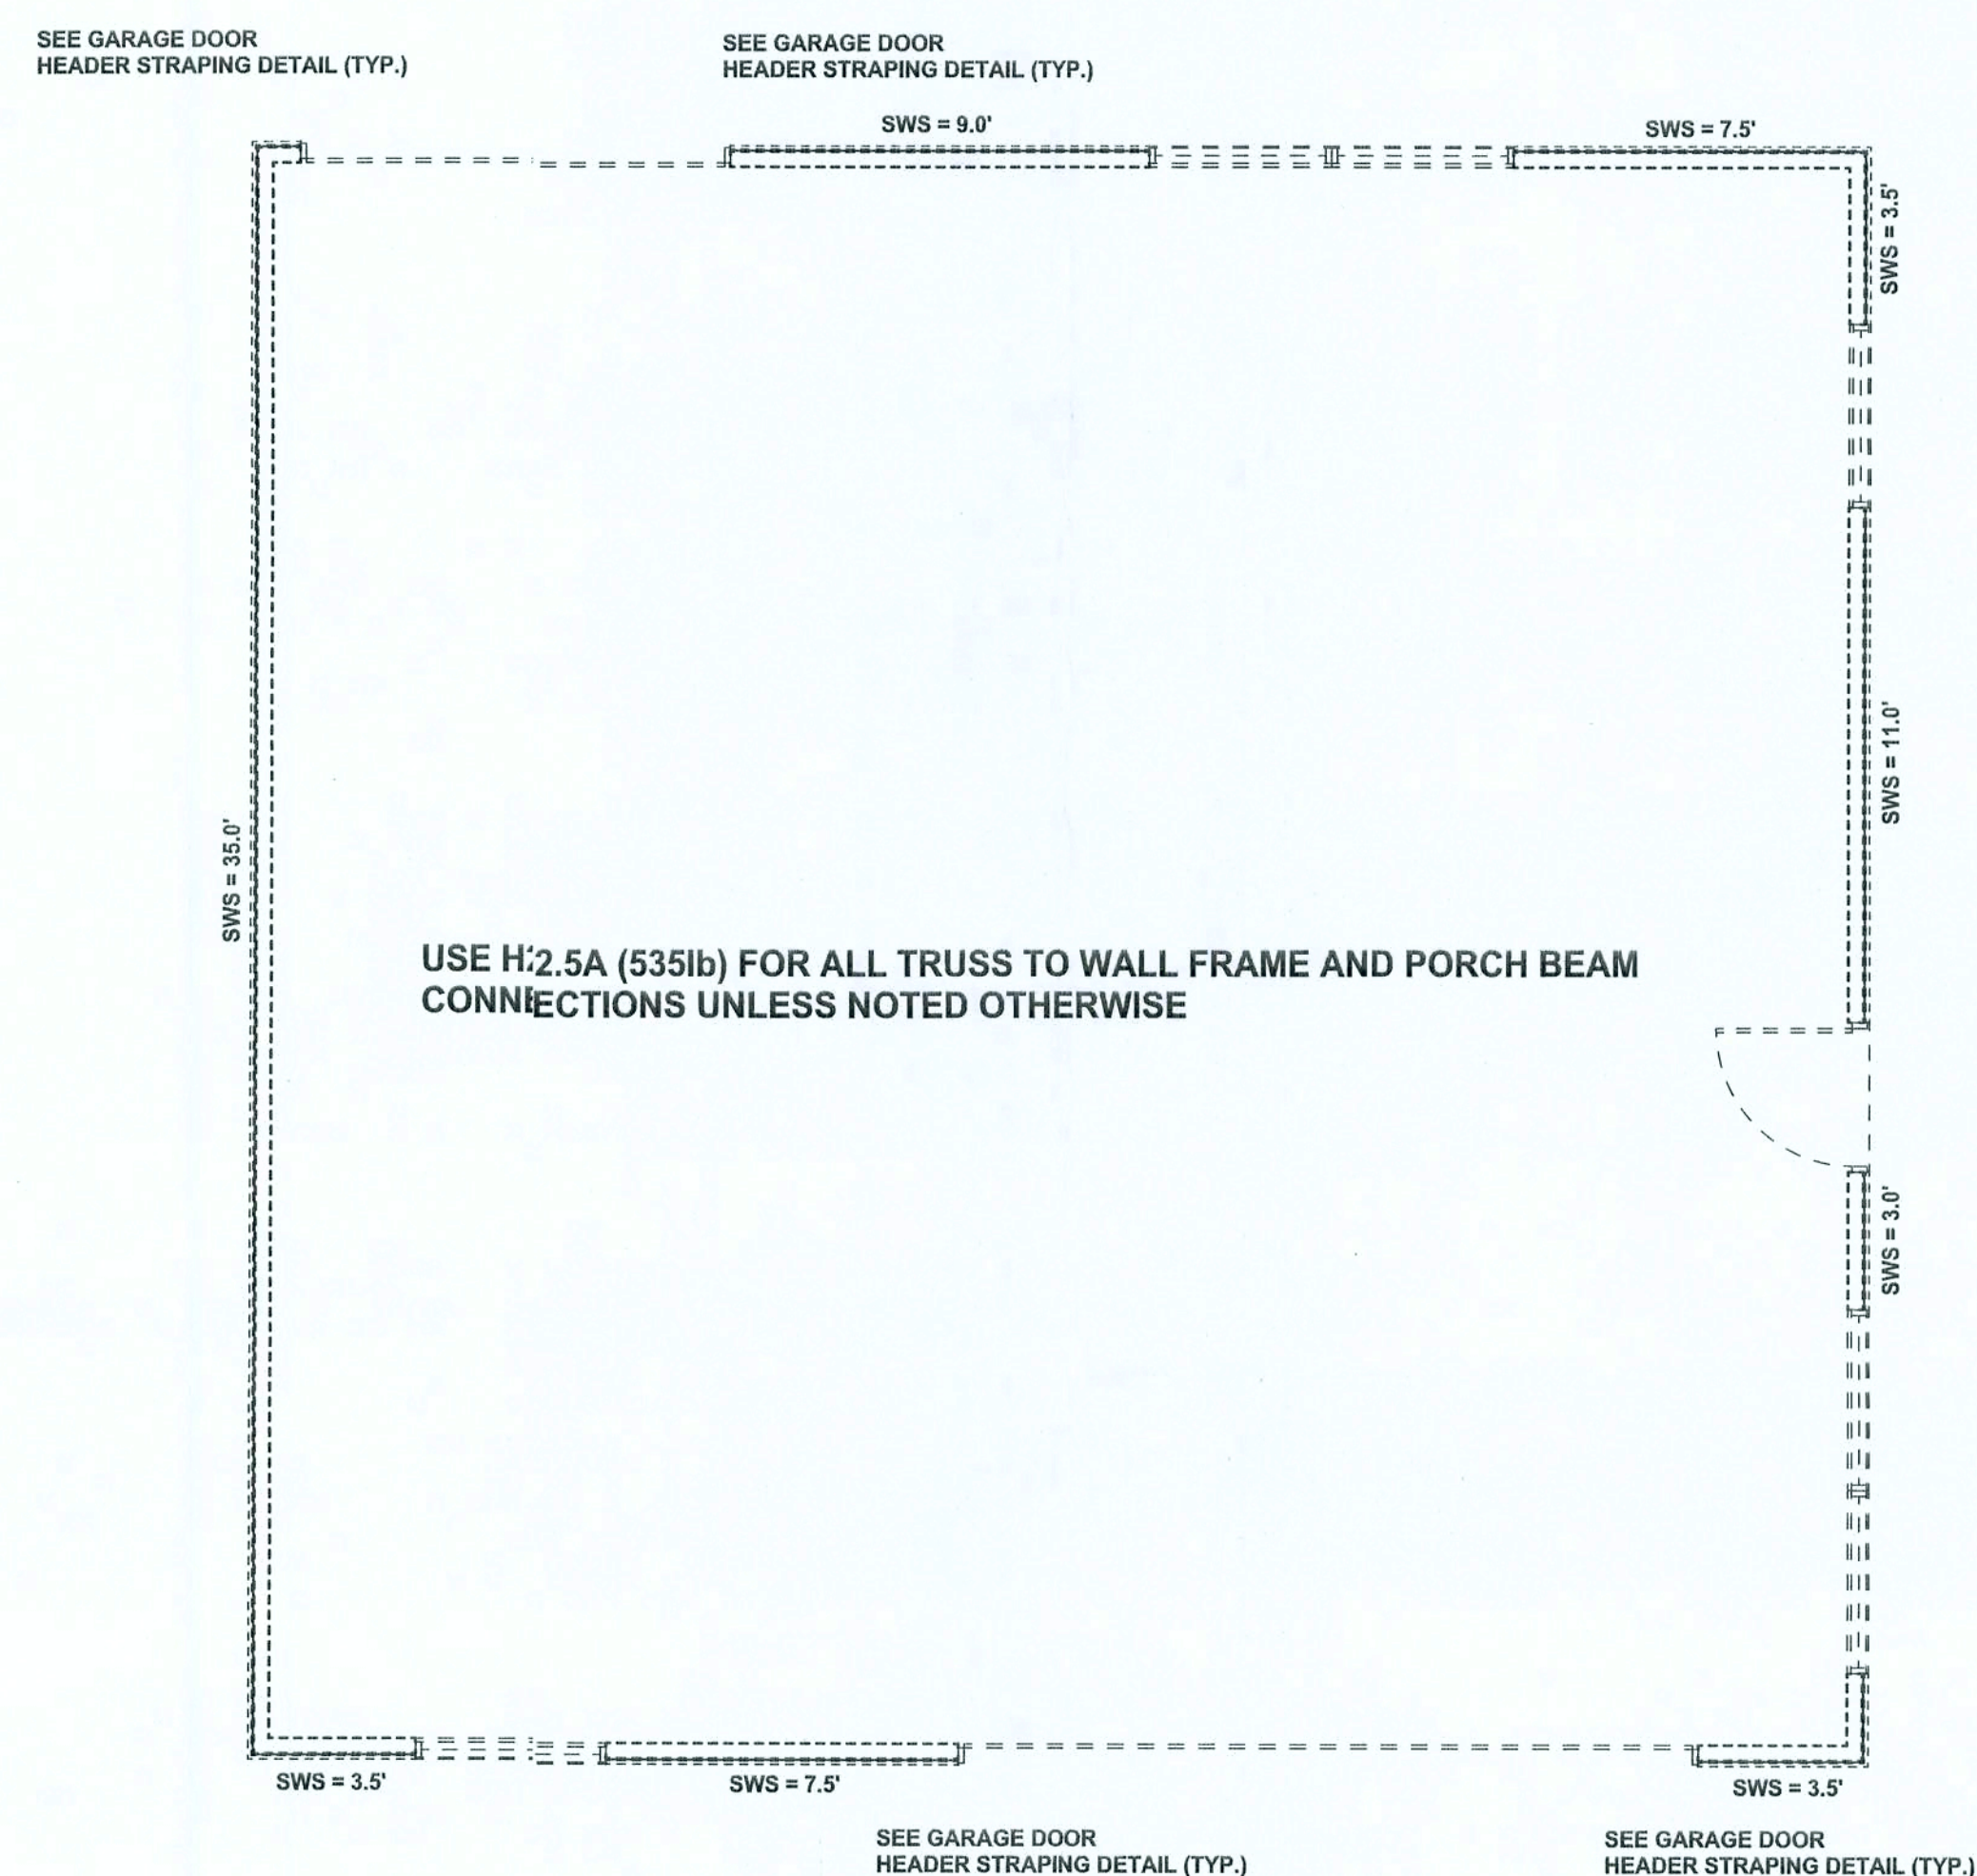 SEE GARAGE DOOR
HEADER STRAPING DETAIL (TYP.)
SEE GARAGE DOOR
HEADER STRAPING DETAIL (TYP.)
SWS = 9.0'
SWS = 7.5'
SWS = 3.5'
SWS = 11.0'
SWS = 35.0'
USE H2.5A (535lb) FOR ALL TRUSS TO WALL FRAME AND PORCH BEAM
CONNECTIONS UNLESS NOTED OTHERWISE
SWS = 3.0'
SWS = 3.5'
SWS = 7.5'
SWS = 3.5'
SEE GARAGE DOOR
HEADER STRAPING DETAIL (TYP.)
SEE GARAGE DOOR
HEADER STRAPING DETAIL (TYP.)